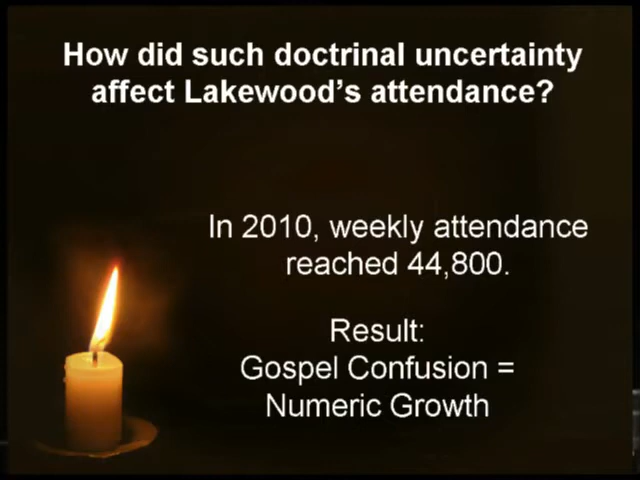 How did such doctrinal uncertainty
affect Lakewood’s attendance?
In 2010, weekly attendance
reached 44,800.
Result:
Gospel Confusion =
Numeric Growth